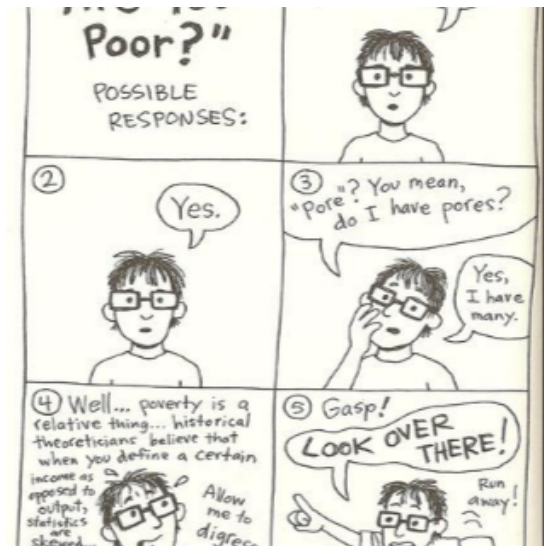 Poor?"
POSSIBLE
RESPONSES:
2
Yes.
3
"Pore"? You mean,
do I have pores?
Yes,
I have
many.
4 Well... poverty is a
relative thing... historical
theoreticians believe that
when you define a certain
income as
opposed to
output,
statistics
are
skewed...
Allow
me to
digress
5 Gasp!
LOOK OVER
THERE!
Run
away!